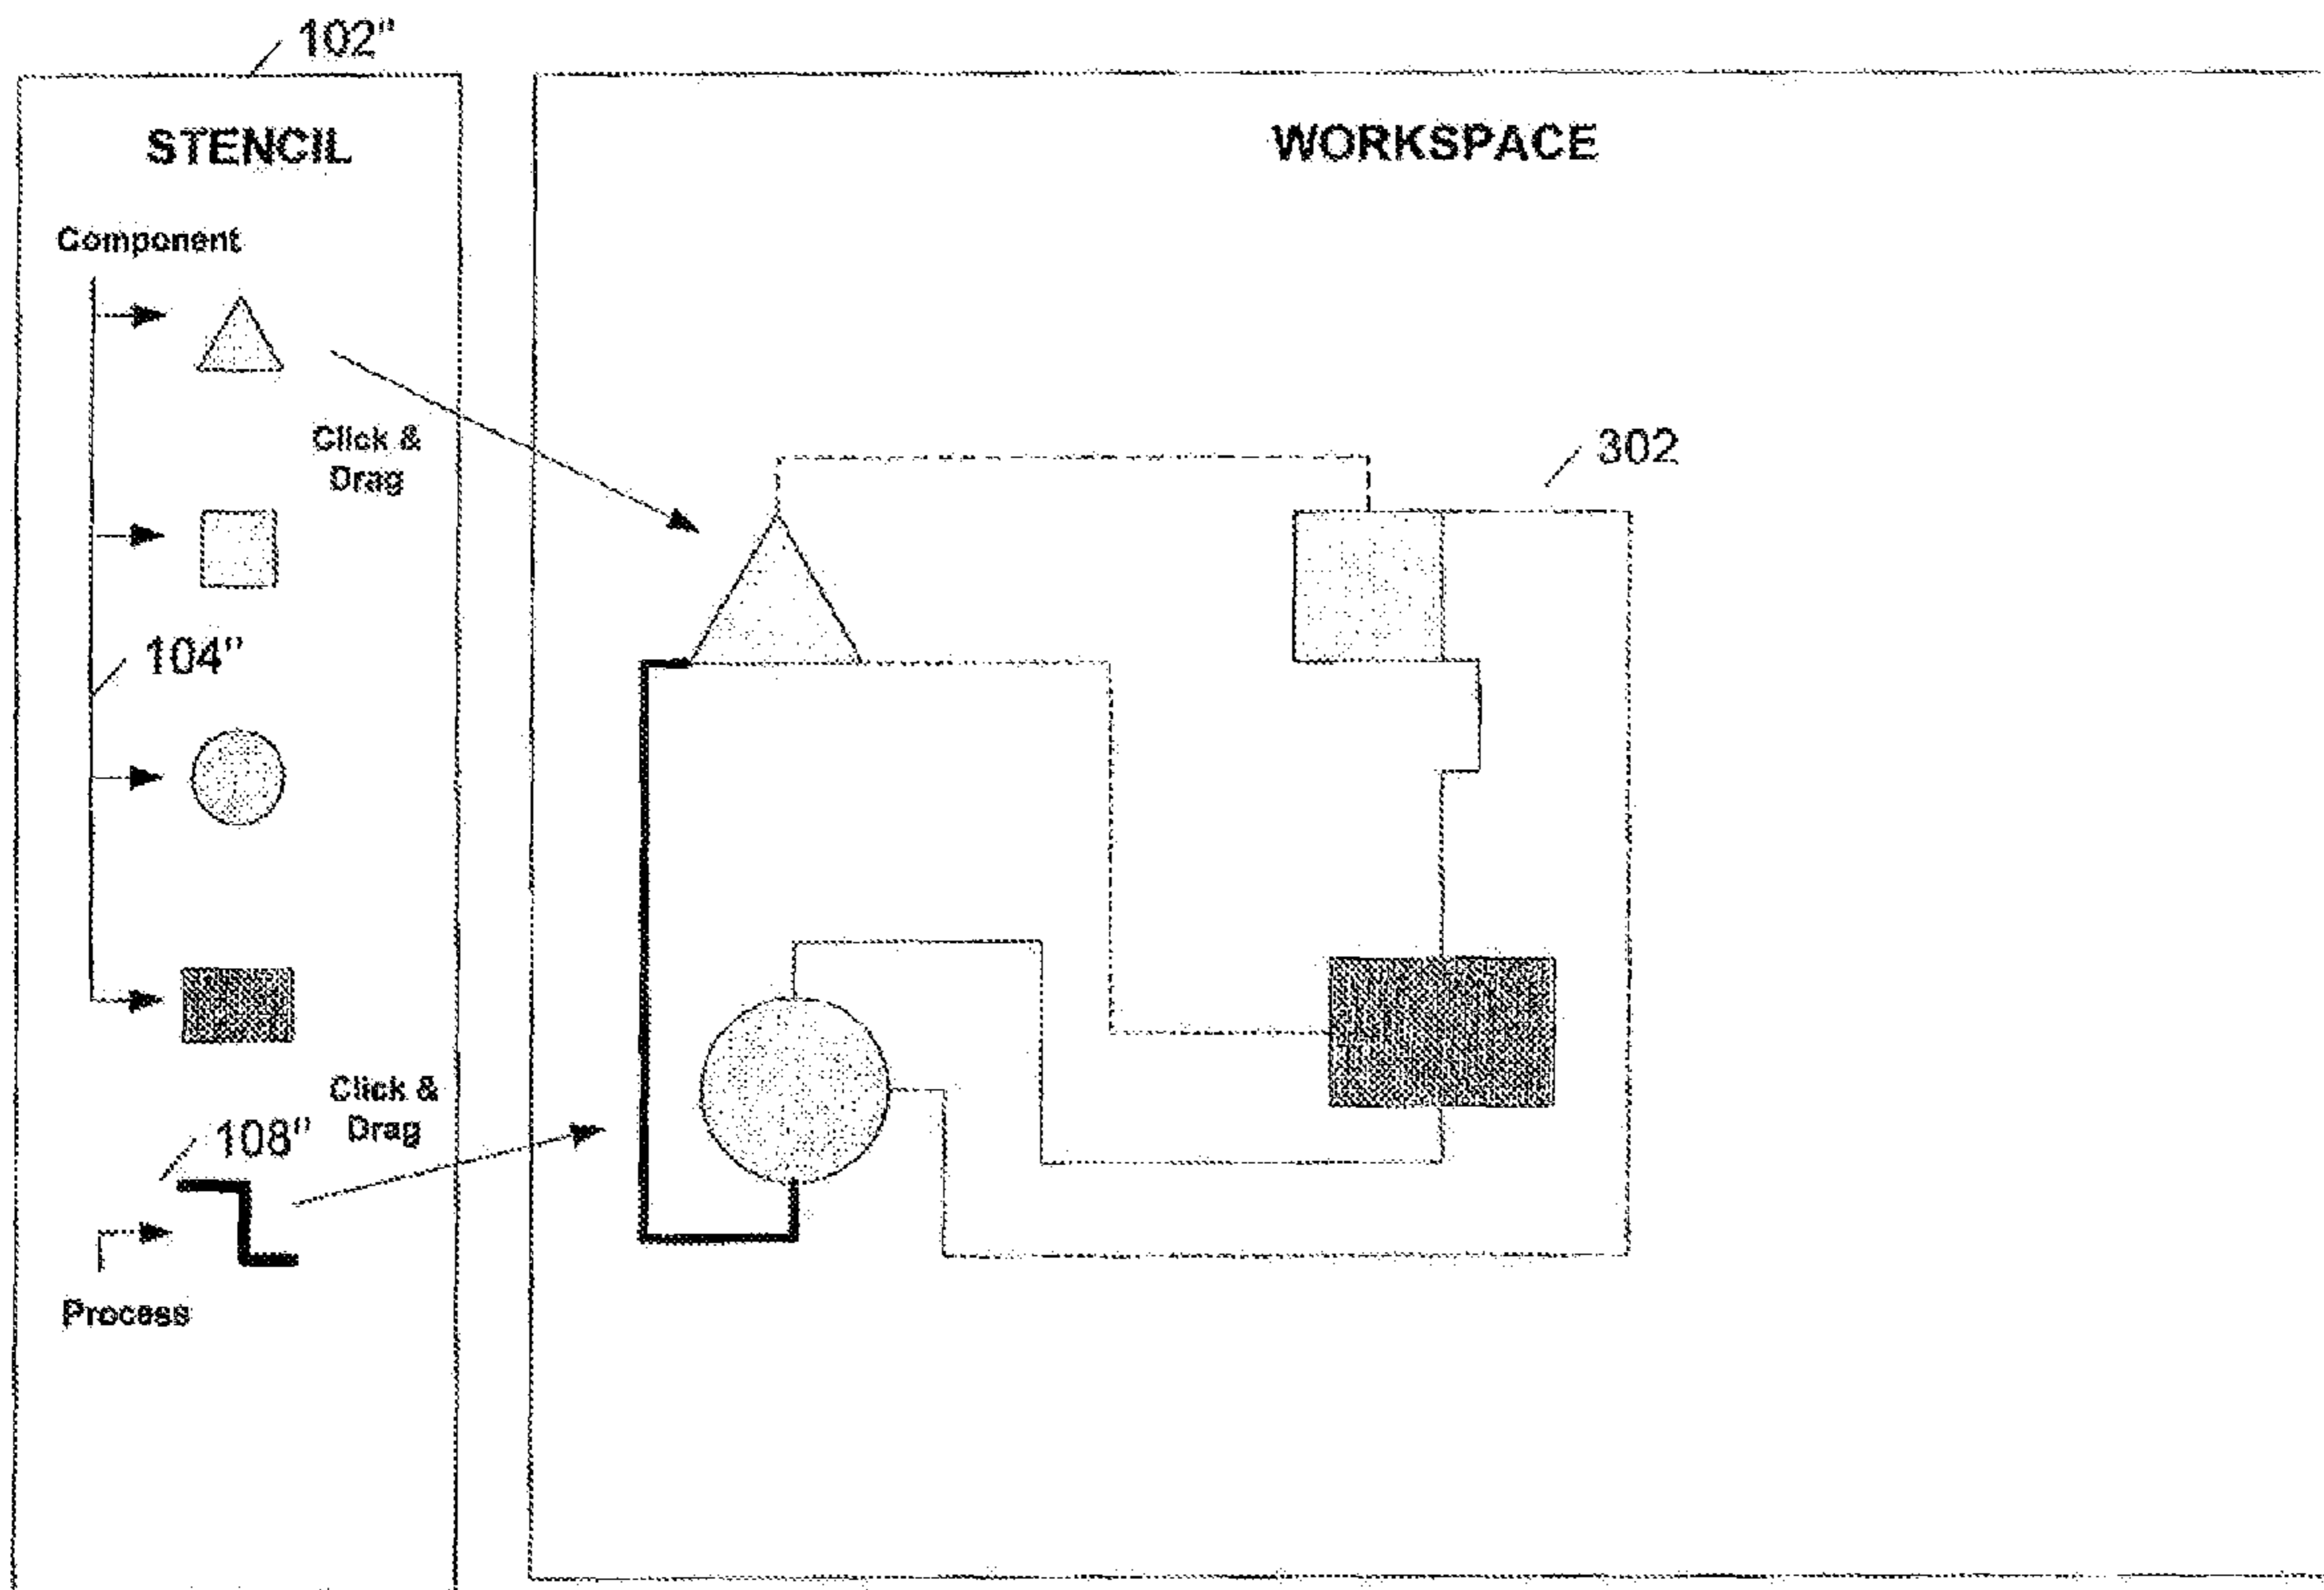 102"
STENCIL
WORKSPACE
Component
Click &
Drag
302
104"
Click &
Drag
108"
Process